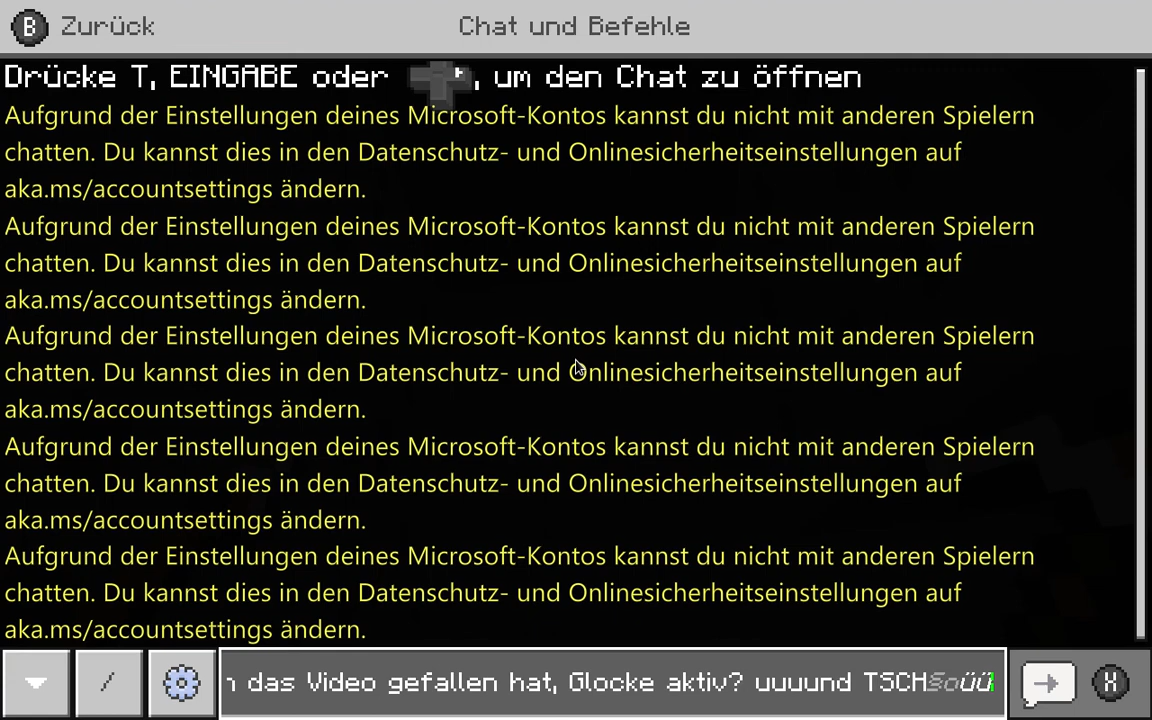 B Zurück Chat und Befehle
Drücke T, EINGABE oder , um den Chat zu öffnen
Aufgrund der Einstellungen deines Microsoft-Kontos kannst du nicht mit anderen Spielern
chatten. Du kannst dies in den Datenschutz- und Onlinesicherheitseinstellungen auf
aka.ms/accountsettings ändern.
Aufgrund der Einstellungen deines Microsoft-Kontos kannst du nicht mit anderen Spielern
chatten. Du kannst dies in den Datenschutz- und Onlinesicherheitseinstellungen auf
aka.ms/accountsettings ändern.
Aufgrund der Einstellungen deines Microsoft-Kontos kannst du nicht mit anderen Spielern
chatten. Du kannst dies in den Datenschutz- und Onlinesicherheitseinstellungen auf
aka.ms/accountsettings ändern.
Aufgrund der Einstellungen deines Microsoft-Kontos kannst du nicht mit anderen Spielern
chatten. Du kannst dies in den Datenschutz- und Onlinesicherheitseinstellungen auf
aka.ms/accountsettings ändern.
Aufgrund der Einstellungen deines Microsoft-Kontos kannst du nicht mit anderen Spielern
chatten. Du kannst dies in den Datenschutz- und Onlinesicherheitseinstellungen auf
aka.ms/accountsettings ändern.
/ das Video gefallen hat, Glocke aktiv? uuuund X